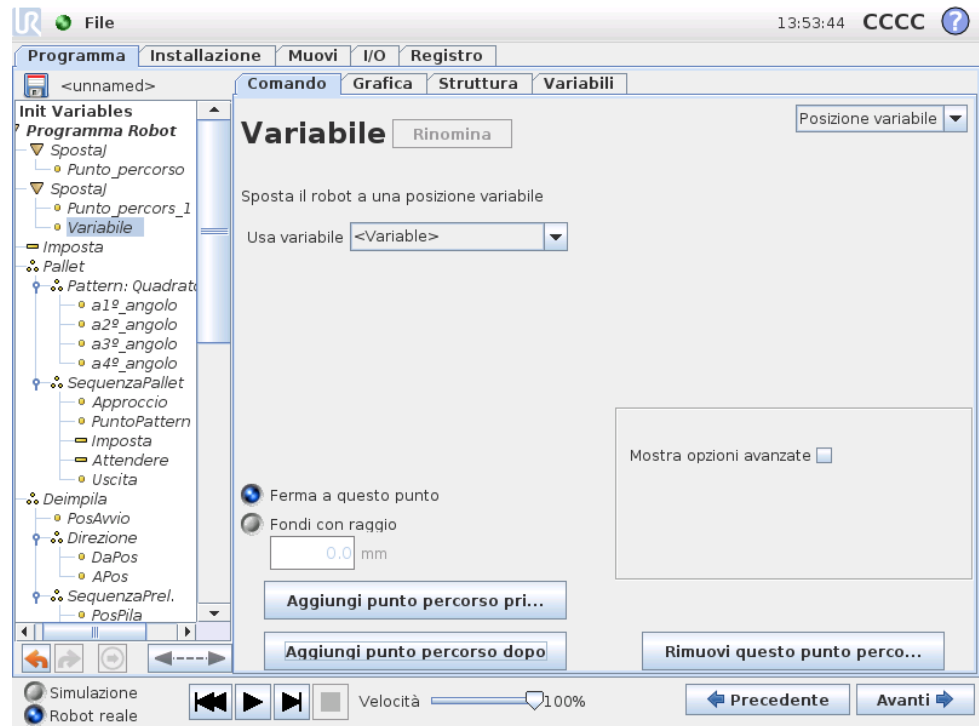 UR File 13:53:44 CCCC ?
Programma Installazione Muovi I/O Registro
<unnamed>
Comando Grafica Struttura Variabili
Init Variables
Programma Robot
SpostaJ
Punto_percorso
SpostaJ
Punto_percors_1
Variabile
Imposta
Pallet
Pattern: Quadrato
a1º_angolo
a2º_angolo
a3º_angolo
a4º_angolo
SequenzaPallet
Approccio
PuntoPattern
Imposta
Attendere
Uscita
Deimpila
PosAvvio
Direzione
DaPos
APos
SequenzaPrel.
PosPila
Variabile Rinomina
Posizione variabile
Sposta il robot a una posizione variabile
Usa variabile <Variable>
Mostra opzioni avanzate
Ferma a questo punto
Fondi con raggio
0.0 mm
Aggiungi punto percorso pri...
Aggiungi punto percorso dopo
Rimuovi questo punto perco...
Simulazione
Robot reale
Velocità 100%
Precedente Avanti